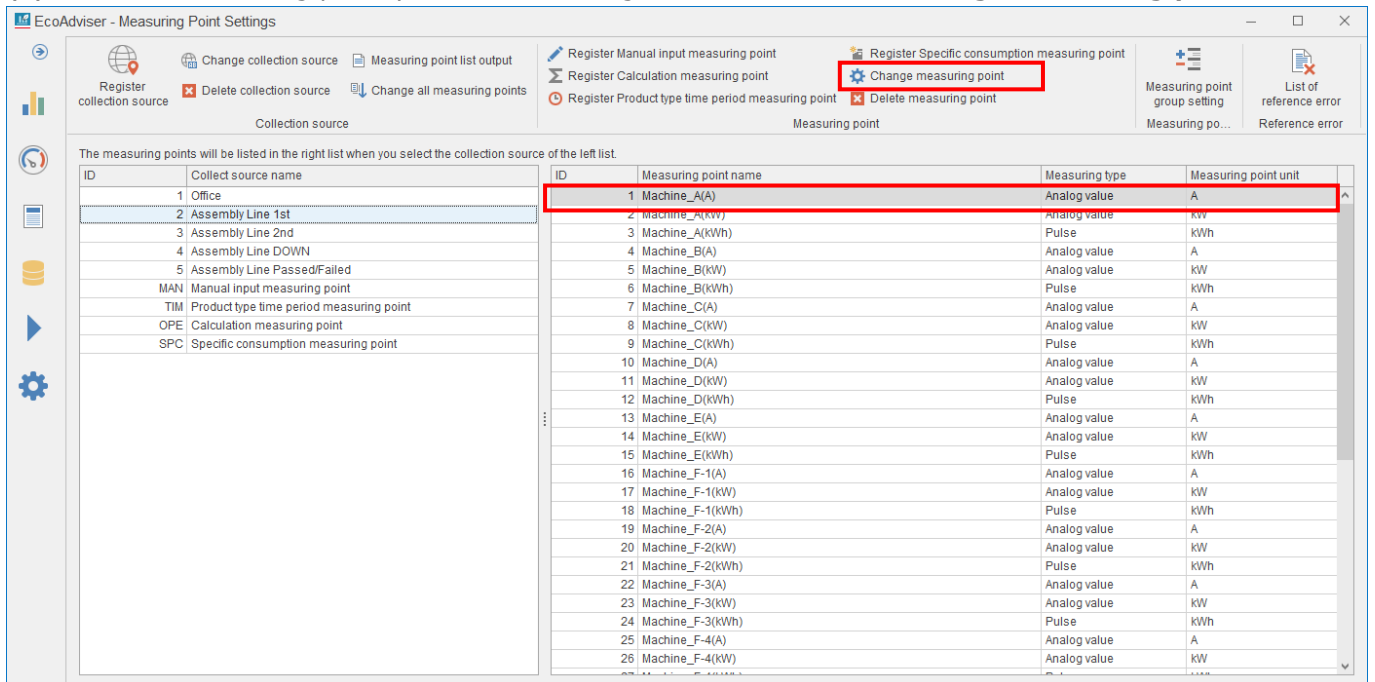 EcoAdviser - Measuring Point Settings
Register collection source
Change collection source
Measuring point list output
Delete collection source
Change all measuring points
Collection source
Register Manual input measuring point
Register Specific consumption measuring point
Register Calculation measuring point
Change measuring point
Register Product type time period measuring point
Delete measuring point
Measuring point
Measuring point group setting
Measuring po...
List of reference error
Reference error
The measuring points will be listed in the right list when you select the collection source of the left list.
ID Collect source name
1 Office
2 Assembly Line 1st
3 Assembly Line 2nd
4 Assembly Line DOWN
5 Assembly Line Passed/Failed
MAN Manual input measuring point
TIM Product type time period measuring point
OPE Calculation measuring point
SPC Specific consumption measuring point
ID Measuring point name Measuring type Measuring point unit
1 Machine_A(A) Analog value A
2 Machine_A(kW) Analog value kW
3 Machine_A(kWh) Pulse kWh
4 Machine_B(A) Analog value A
5 Machine_B(kW) Analog value kW
6 Machine_B(kWh) Pulse kWh
7 Machine_C(A) Analog value A
8 Machine_C(kW) Analog value kW
9 Machine_C(kWh) Pulse kWh
10 Machine_D(A) Analog value A
11 Machine_D(kW) Analog value kW
12 Machine_D(kWh) Pulse kWh
13 Machine_E(A) Analog value A
14 Machine_E(kW) Analog value kW
15 Machine_E(kWh) Pulse kWh
16 Machine_F-1(A) Analog value A
17 Machine_F-1(kW) Analog value kW
18 Machine_F-1(kWh) Pulse kWh
19 Machine_F-2(A) Analog value A
20 Machine_F-2(kW) Analog value kW
21 Machine_F-2(kWh) Pulse kWh
22 Machine_F-3(A) Analog value A
23 Machine_F-3(kW) Analog value kW
24 Machine_F-3(kWh) Pulse kWh
25 Machine_F-4(A) Analog value A
26 Machine_F-4(kW) Analog value kW